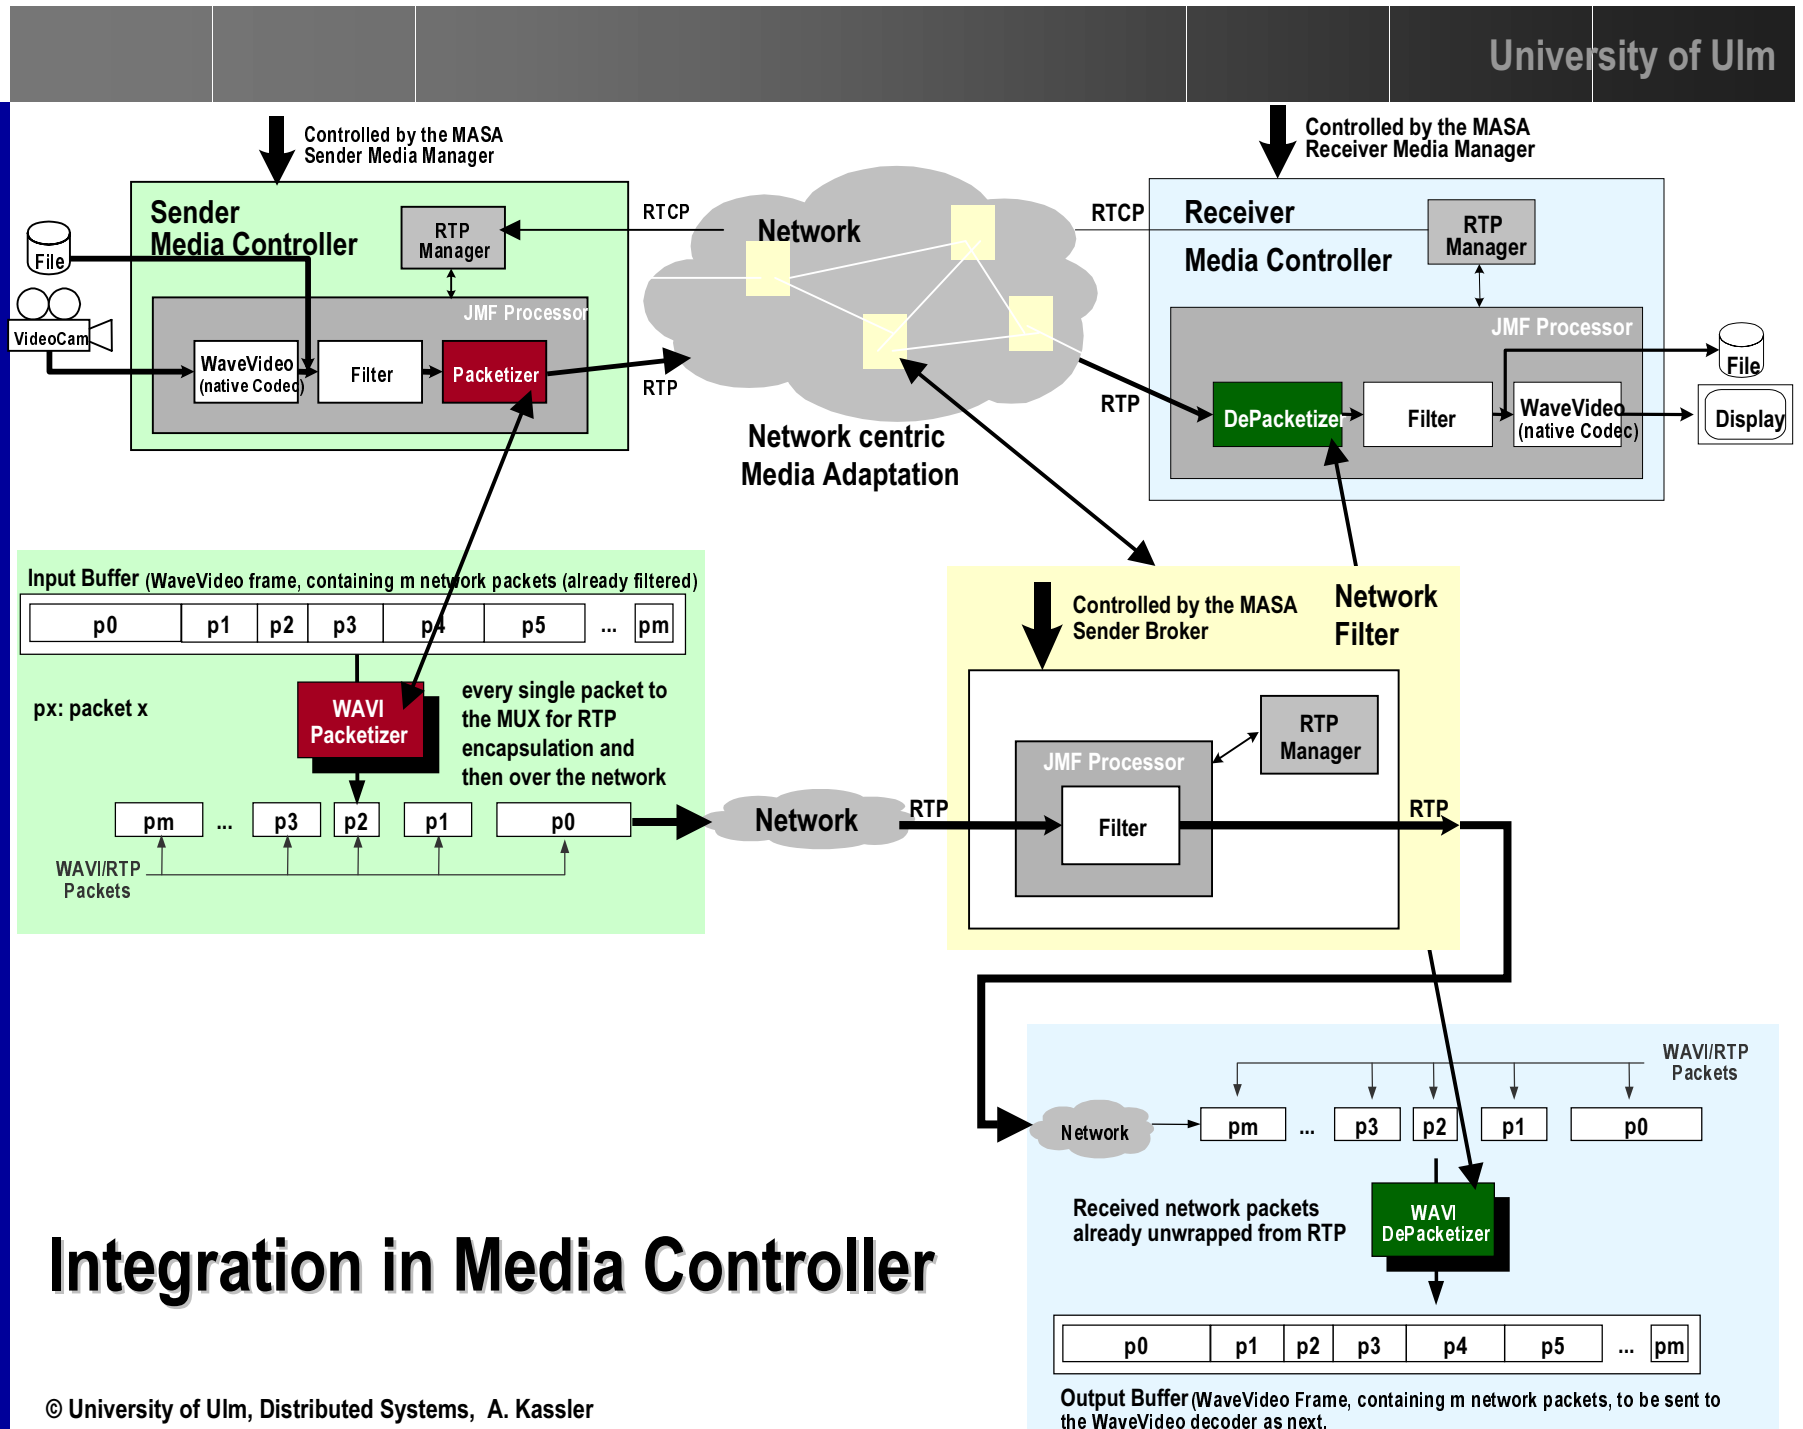 University of Ulm
Controlled by the MASA
Sender Media Manager
Controlled by the MASA
Receiver Media Manager
Sender
Media Controller
RTP
Manager
RTCP
Network
RTCP
Receiver
Media Controller
RTP
Manager
File
VideoCam
JMF Processor
WaveVideo
(native Codec)
Filter
Packetizer
RTP
Network centric
Media Adaptation
RTP
JMF Processor
DePacketizer
Filter
WaveVideo
(native Codec)
File
Display
Input Buffer (WaveVideo frame, containing m network packets (already filtered)
p0 p1 p2 p3 p4 p5 ... pm
px: packet x
WAVI
Packetizer
every single packet to
the MUX for RTP
encapsulation and
then over the network
pm ... p3 p2 p1 p0
WAVI/RTP
Packets
Network
RTP
Controlled by the MASA
Sender Broker
Network
Filter
RTP
Manager
JMF Processor
Filter
RTP
WAVI/RTP
Packets
Network
pm ... p3 p2 p1 p0
Received network packets
already unwrapped from RTP
WAVI
DePacketizer
p0 p1 p2 p3 p4 p5 ... pm
Output Buffer (WaveVideo Frame, containing m network packets, to be sent to
the WaveVideo decoder as next.
Integration in Media Controller
© University of Ulm, Distributed Systems, A. Kassler